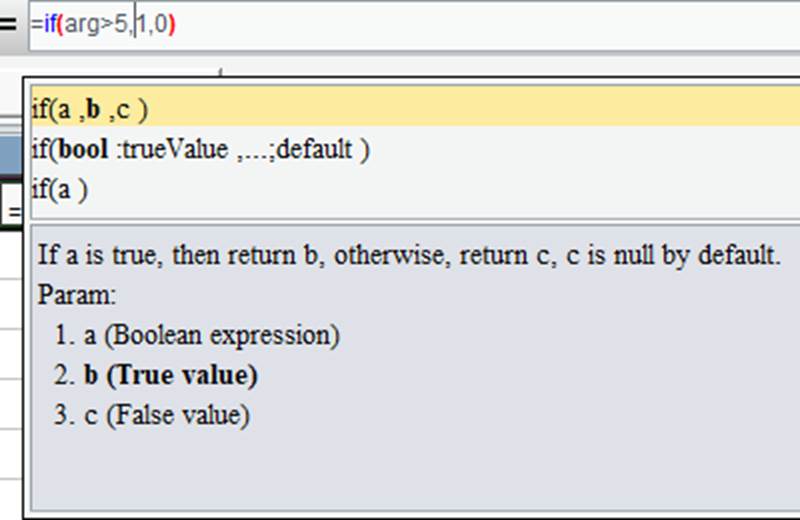 = =if(arg>5,1,0)
if(a ,b ,c )
if(bool :trueValue ,...;default )
if(a )
=
If a is true, then return b, otherwise, return c, c is null by default.
Param:
1. a (Boolean expression)
2. b (True value)
3. c (False value)